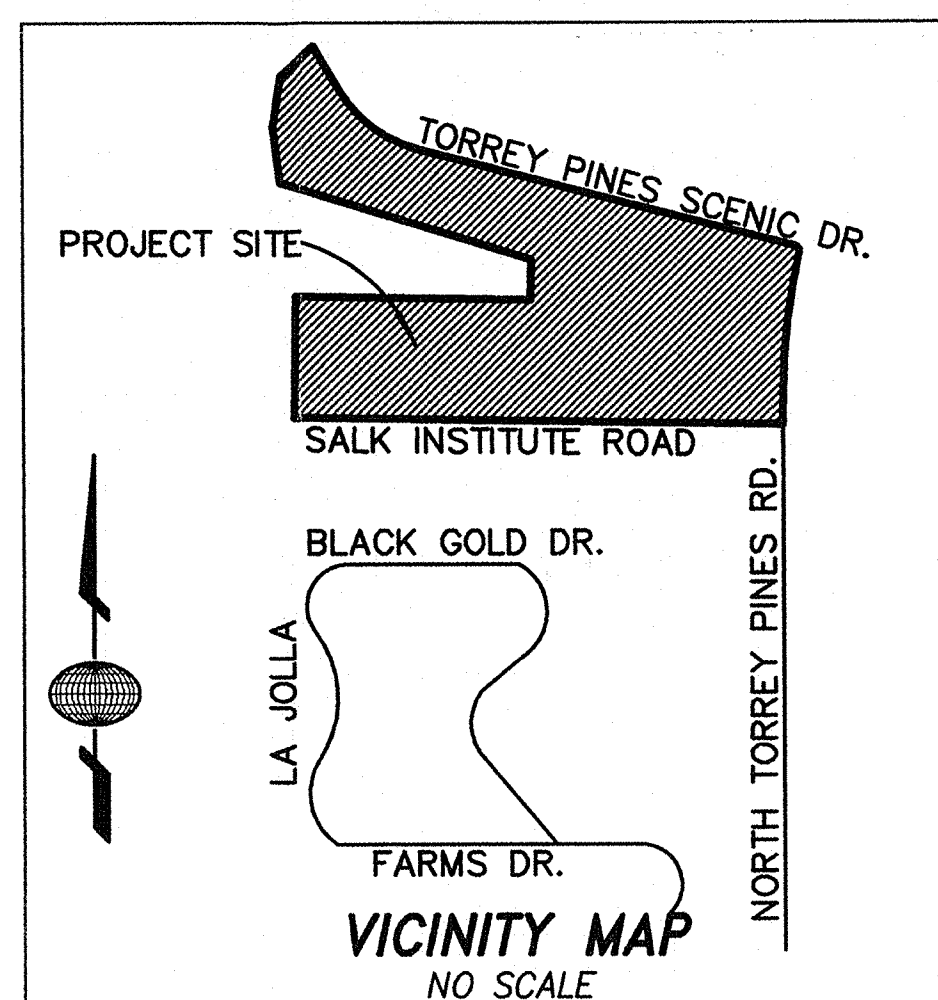 TORREY PINES SCENIC DR.
PROJECT SITE
SALK INSTITUTE ROAD
BLACK GOLD DR.
LA JOLLA
FARMS DR.
NORTH TORREY PINES RD.
VICINITY MAP
NO SCALE